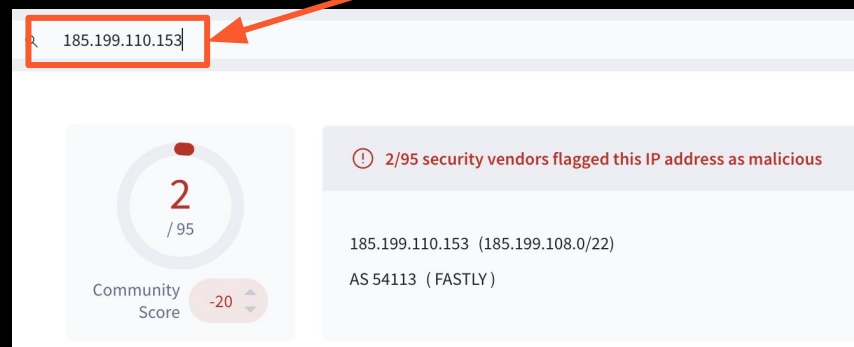 185.199.110.153
2/95 security vendors flagged this IP address as malicious
2
/ 95
185.199.110.153 (185.199.108.0/22)
AS 54113 ( FASTLY )
Community
Score
-20